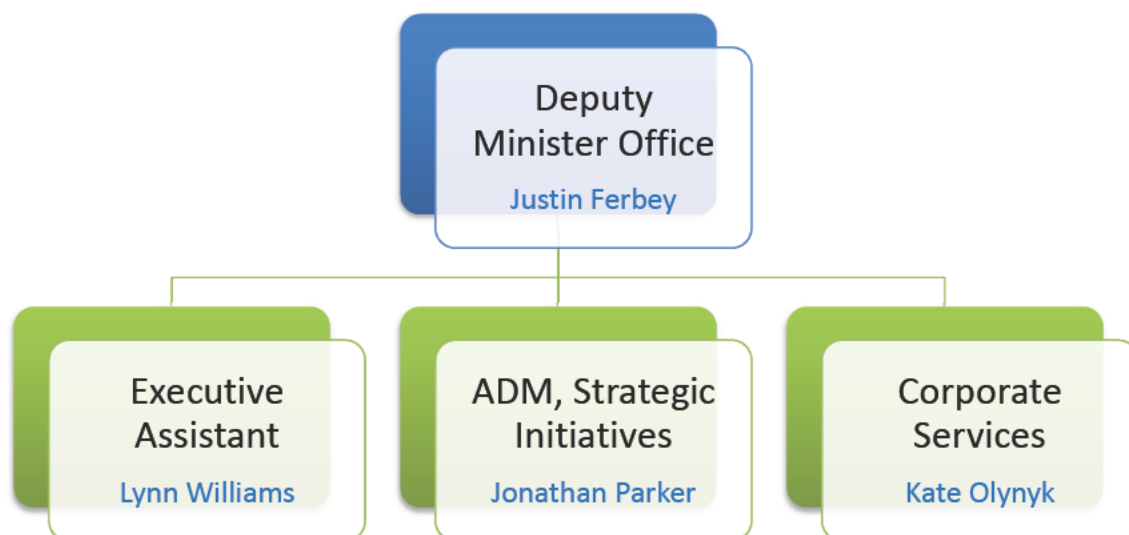 Deputy
Minister Office
Justin Ferbey
Executive
Assistant
Lynn Williams
ADM, Strategic
Initiatives
Jonathan Parker
Corporate
Services
Kate Olynyk